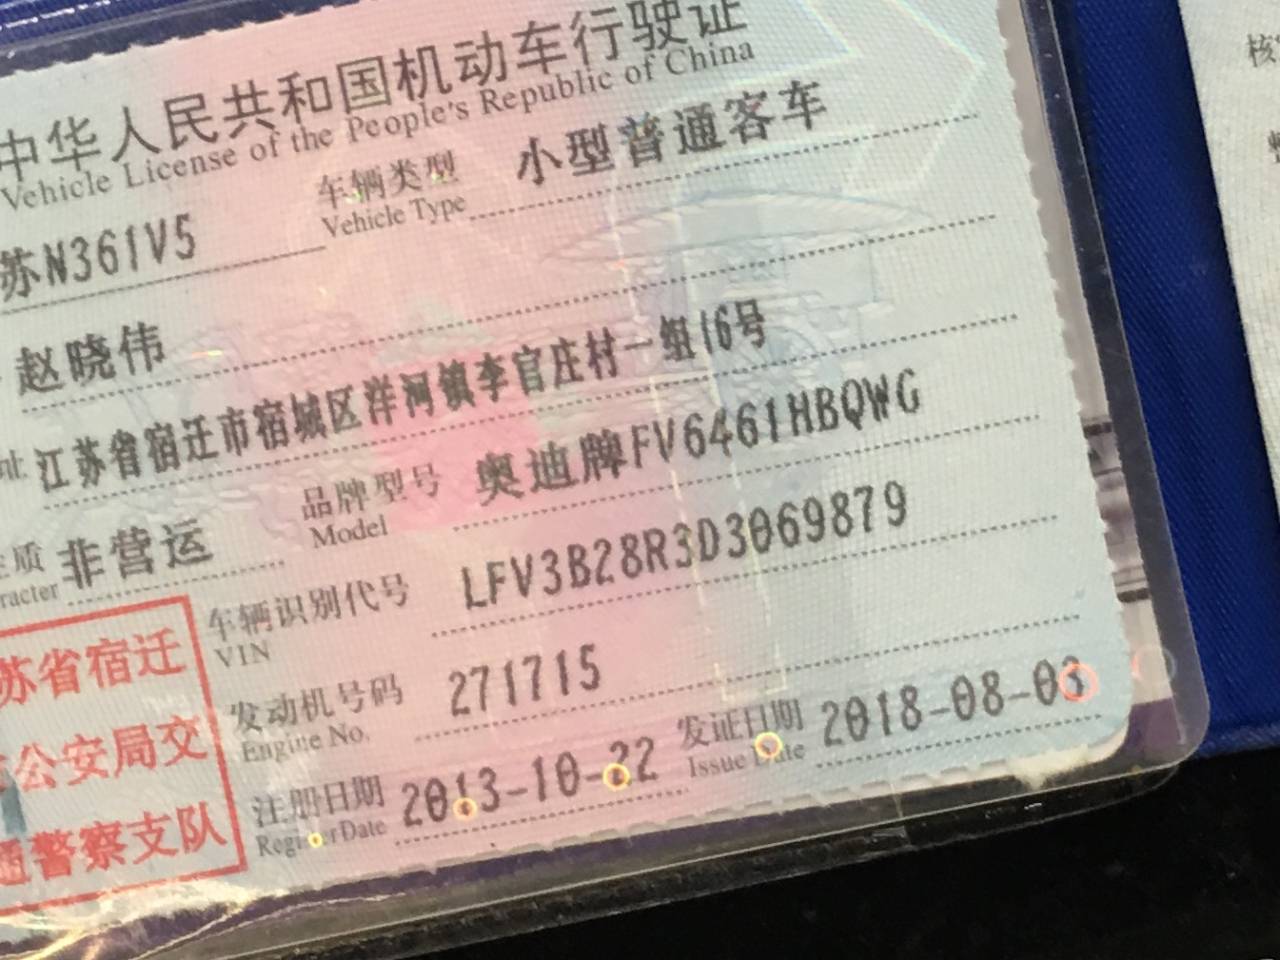 中华人民共和国机动车行驶证
Vehicle License of the People's Republic of China
苏N361V5 车辆类型 小型普通客车
Vehicle Type
赵晓伟
江苏省宿迁市宿城区洋河镇李官庄村一组16号
非营运 品牌型号 奥迪牌FV6461HBQWG
Model
车辆识别代号 LFV3B28R3D3069879
VIN
发动机号码 271715
Engine No.
注册日期 2013-10-22 发证日期 2018-08-03
Register Date Issue Date
苏省宿迁
公安局交
通警察支队
核